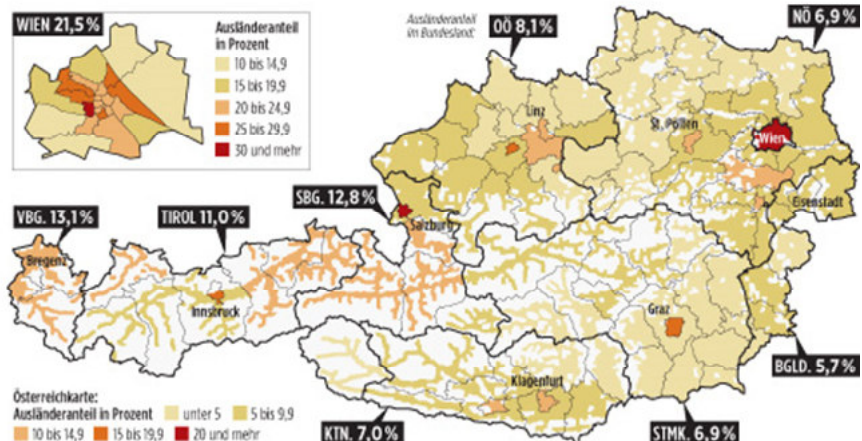 WIEN 21,5 %
Ausländeranteil
in Prozent
10 bis 14,9
15 bis 19,9
20 bis 24,9
25 bis 29,9
30 und mehr
Ausländeranteil
im Bundesland:
OÖ 8,1%
NÖ 6,9%
Linz
St. Pölten
Wien
Eisenstadt
SBG. 12,8 %
VBG. 13,1 %
TIROL 11,0%
Salzburg
Bregenz
Innsbruck
Graz
Klagenfurt
BGLD. 5,7 %
KTN. 7,0 %
STMK. 6,9%
Österreichkarte:
Ausländeranteil in Prozent
unter 5
5 bis 9,9
10 bis 14,9
15 bis 19,9
20 und mehr